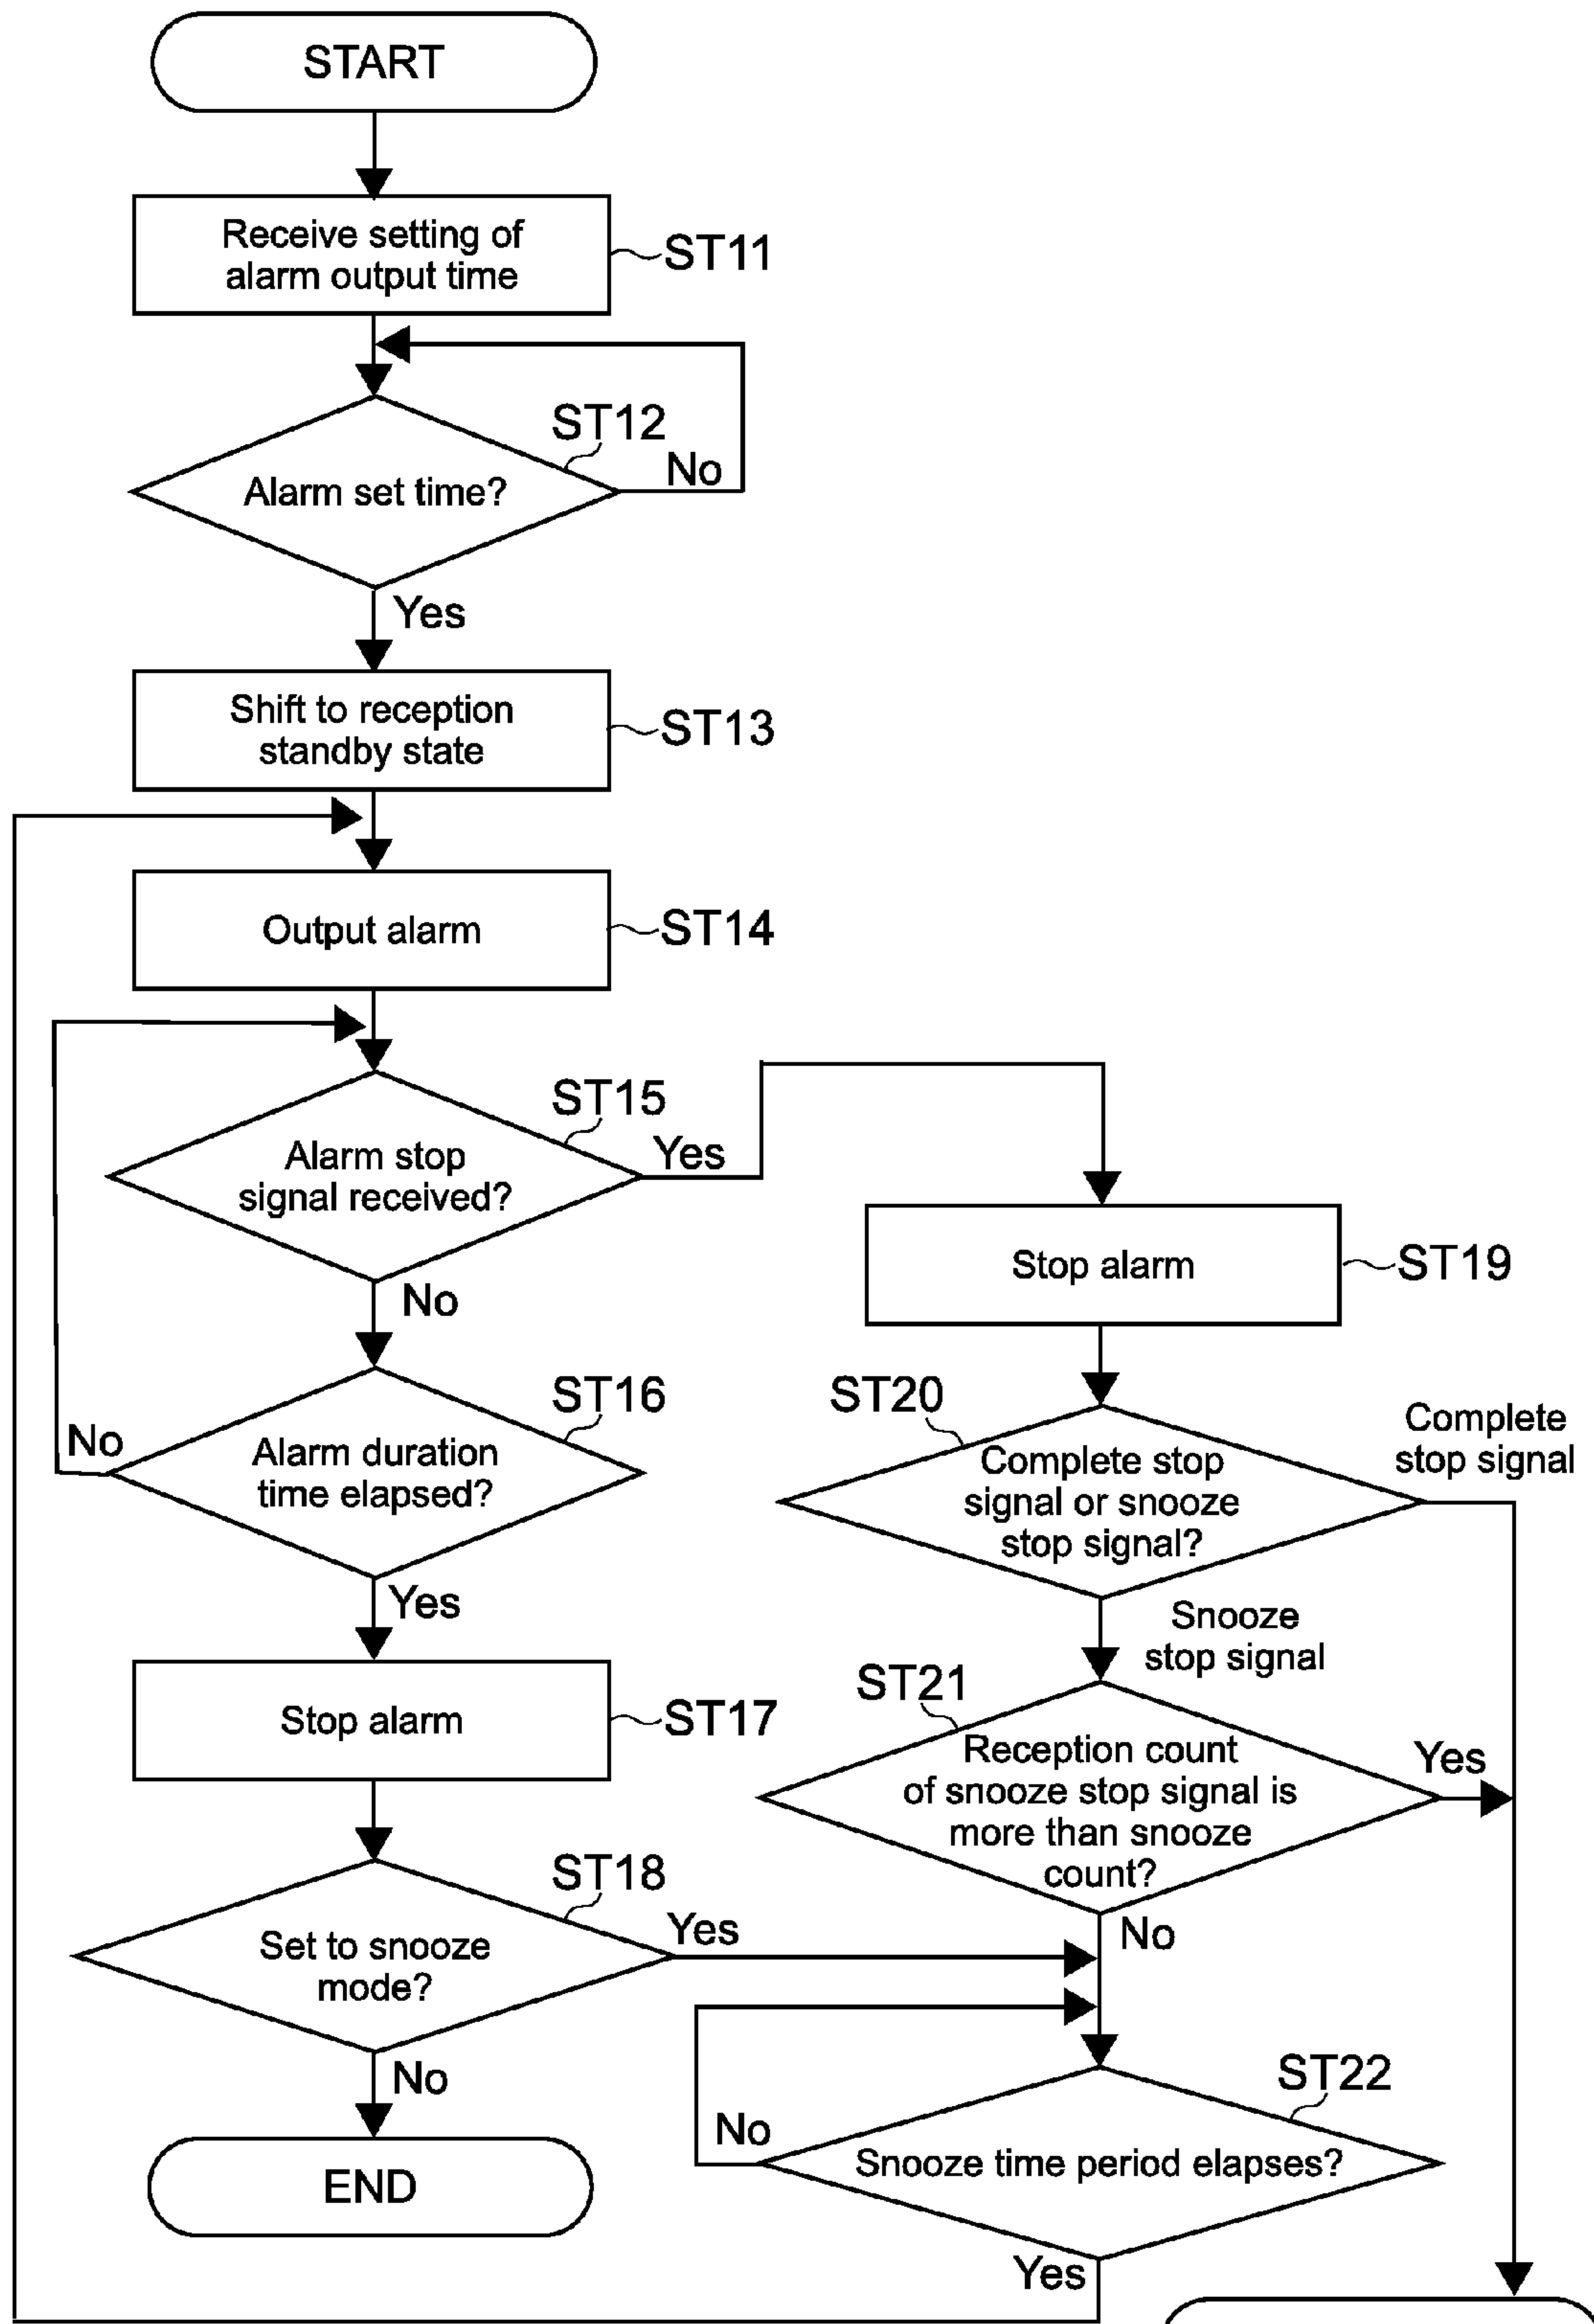 START
Receive setting of
alarm output time
ST11
ST12
No
Alarm set time?
Yes
Shift to reception
standby state
ST13
Output alarm
ST14
ST15
Alarm stop
signal received?
Yes
No
ST16
No
Alarm duration
time elapsed?
Yes
Stop alarm
ST17
ST18
Set to snooze
mode?
Yes
No
END
Stop alarm
ST19
ST20
Complete stop
signal or snooze
stop signal?
Complete
stop signal
Snooze
stop signal
ST21
Reception count
of snooze stop signal is
more than snooze
count?
Yes
No
ST22
No
Snooze time period elapses?
Yes